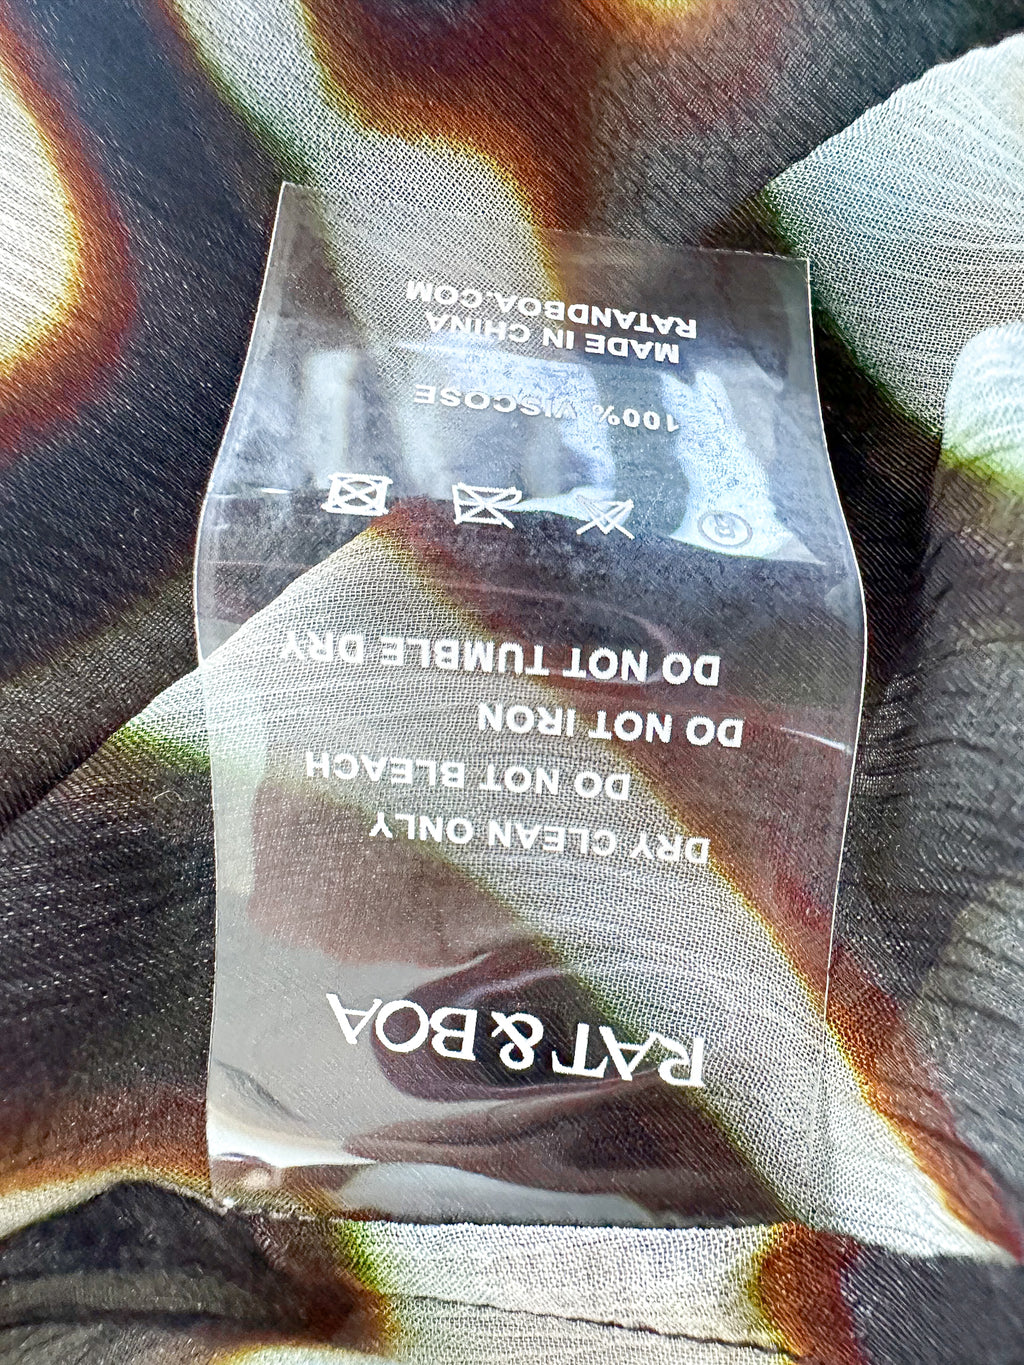 RAT & BOA
DRY CLEAN ONLY
DO NOT BLEACH
DO NOT IRON
DO NOT TUMBLE DRY
100% VISCOSE
MADE IN CHINA
RATANDBOA.COM